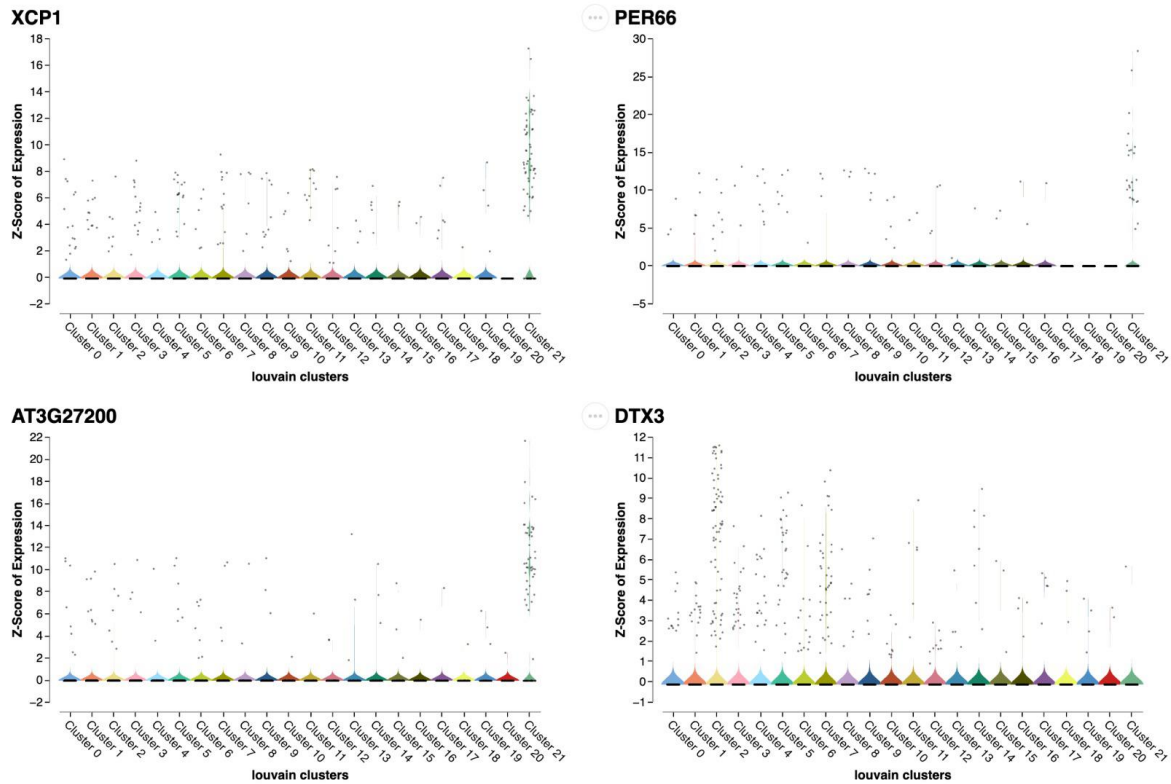 XCP1
Z-Score of Expression
18
16
14
12
10
8
6
4
2
0
−2
Cluster 0
Cluster 1
Cluster 2
Cluster 3
Cluster 4
Cluster 5
Cluster 6
Cluster 7
Cluster 8
Cluster 9
Cluster 10
Cluster 11
Cluster 12
Cluster 13
Cluster 14
Cluster 15
Cluster 16
Cluster 17
Cluster 18
Cluster 19
Cluster 20
Cluster 21
louvain clusters
PER66
Z-Score of Expression
30
25
20
15
10
5
0
−5
Cluster 0
Cluster 1
Cluster 2
Cluster 3
Cluster 4
Cluster 5
Cluster 6
Cluster 7
Cluster 8
Cluster 9
Cluster 10
Cluster 11
Cluster 12
Cluster 13
Cluster 14
Cluster 15
Cluster 16
Cluster 17
Cluster 18
Cluster 19
Cluster 20
Cluster 21
louvain clusters
AT3G27200
Z-Score of Expression
22
20
18
16
14
12
10
8
6
4
2
0
−2
Cluster 0
Cluster 1
Cluster 2
Cluster 3
Cluster 4
Cluster 5
Cluster 6
Cluster 7
Cluster 8
Cluster 9
Cluster 10
Cluster 11
Cluster 12
Cluster 13
Cluster 14
Cluster 15
Cluster 16
Cluster 17
Cluster 18
Cluster 19
Cluster 20
Cluster 21
louvain clusters
DTX3
Z-Score of Expression
12
11
10
9
8
7
6
5
4
3
2
1
0
−1
Cluster 0
Cluster 1
Cluster 2
Cluster 3
Cluster 4
Cluster 5
Cluster 6
Cluster 7
Cluster 8
Cluster 9
Cluster 10
Cluster 11
Cluster 12
Cluster 13
Cluster 14
Cluster 15
Cluster 16
Cluster 17
Cluster 18
Cluster 19
Cluster 20
Cluster 21
louvain clusters